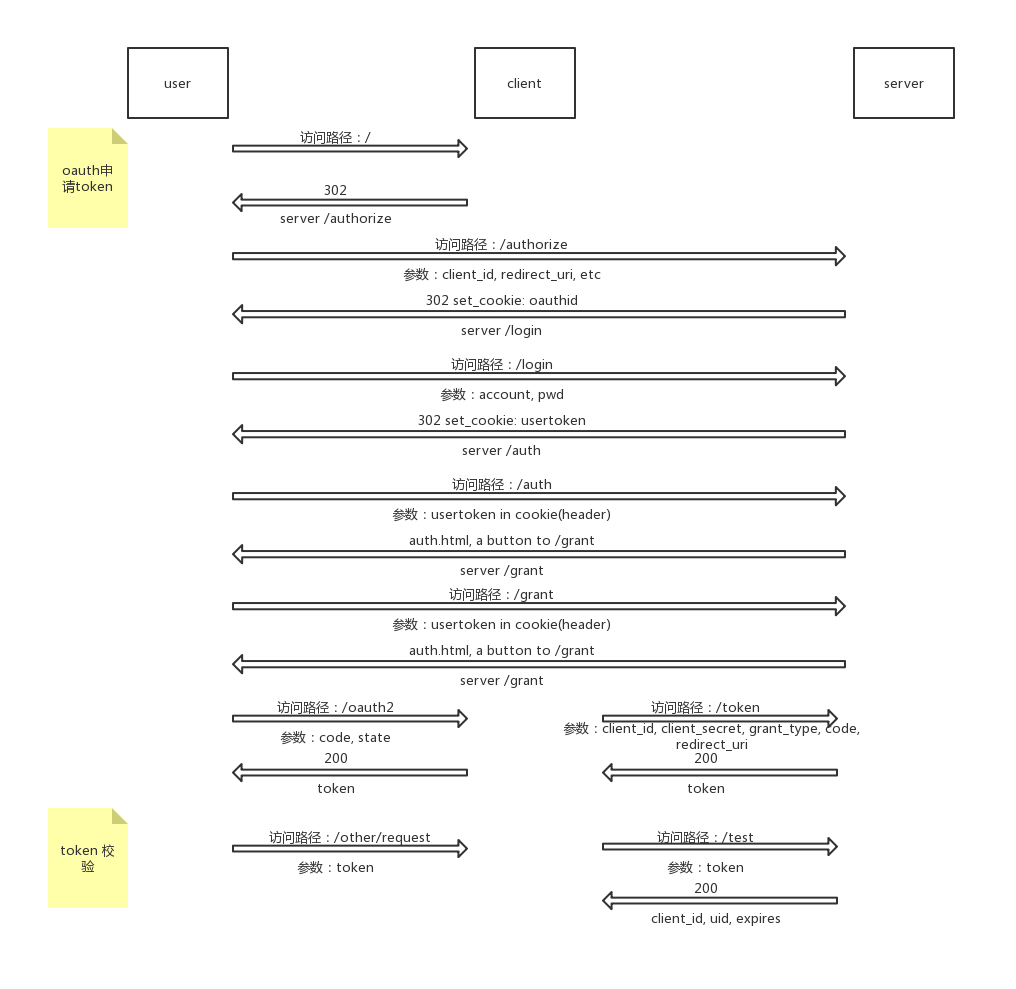 user
client
server
oauth申
请token
访问路径：/
302
server /authorize
访问路径：/authorize
参数：client_id, redirect_uri, etc
302 set_cookie: oauthid
server /login
访问路径：/login
参数：account, pwd
302 set_cookie: usertoken
server /auth
访问路径：/auth
参数：usertoken in cookie(header)
auth.html, a button to /grant
server /grant
访问路径：/grant
参数：usertoken in cookie(header)
auth.html, a button to /grant
server /grant
访问路径：/oauth2
参数：code, state
200
token
访问路径：/token
参数：client_id, client_secret, grant_type, code,
redirect_uri
200
token
token 校
验
访问路径：/other/request
参数：token
访问路径：/test
参数：token
200
client_id, uid, expires